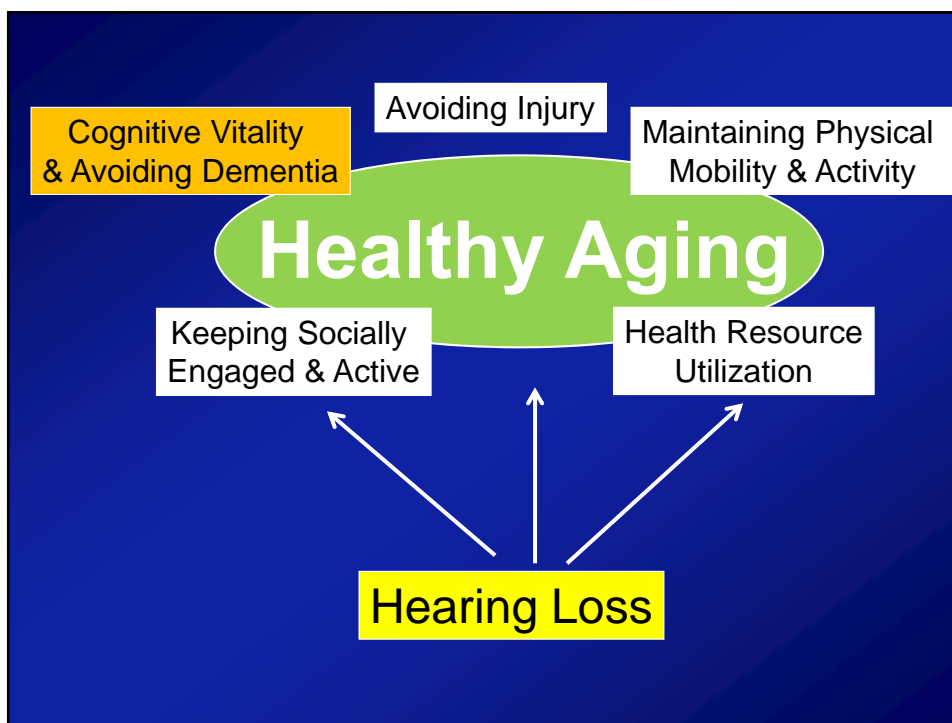 Avoiding Injury
Cognitive Vitality
& Avoiding Dementia
Maintaining Physical
Mobility & Activity
Healthy Aging
Keeping Socially
Engaged & Active
Health Resource
Utilization
Hearing Loss